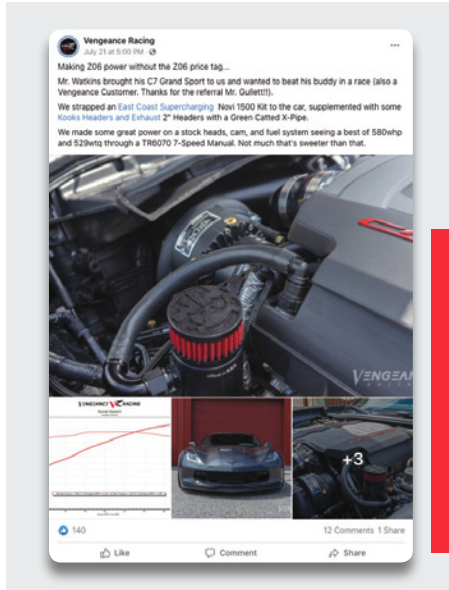 Vengeance Racing
July 21 at 5:00 PM ·
Making Z06 power without the Z06 price tag...
Mr. Watkins brought his C7 Grand Sport to us and wanted to beat his buddy in a race (also a
Vengeance Customer. Thanks for the referral Mr. Gullett!!).
We strapped an East Coast Supercharging Novi 1500 Kit to the car, supplemented with some
Kooks Headers and Exhaust 2" Headers with a Green Catted X-Pipe.
We made some great power on a stock heads, cam, and fuel system seeing a best of 580whp
and 529wtq through a TR6070 7-Speed Manual. Not much that's sweeter than that.
VENGEAN
VENGEANCE RACING
+3
140
12 Comments 1 Share
Like Comment Share